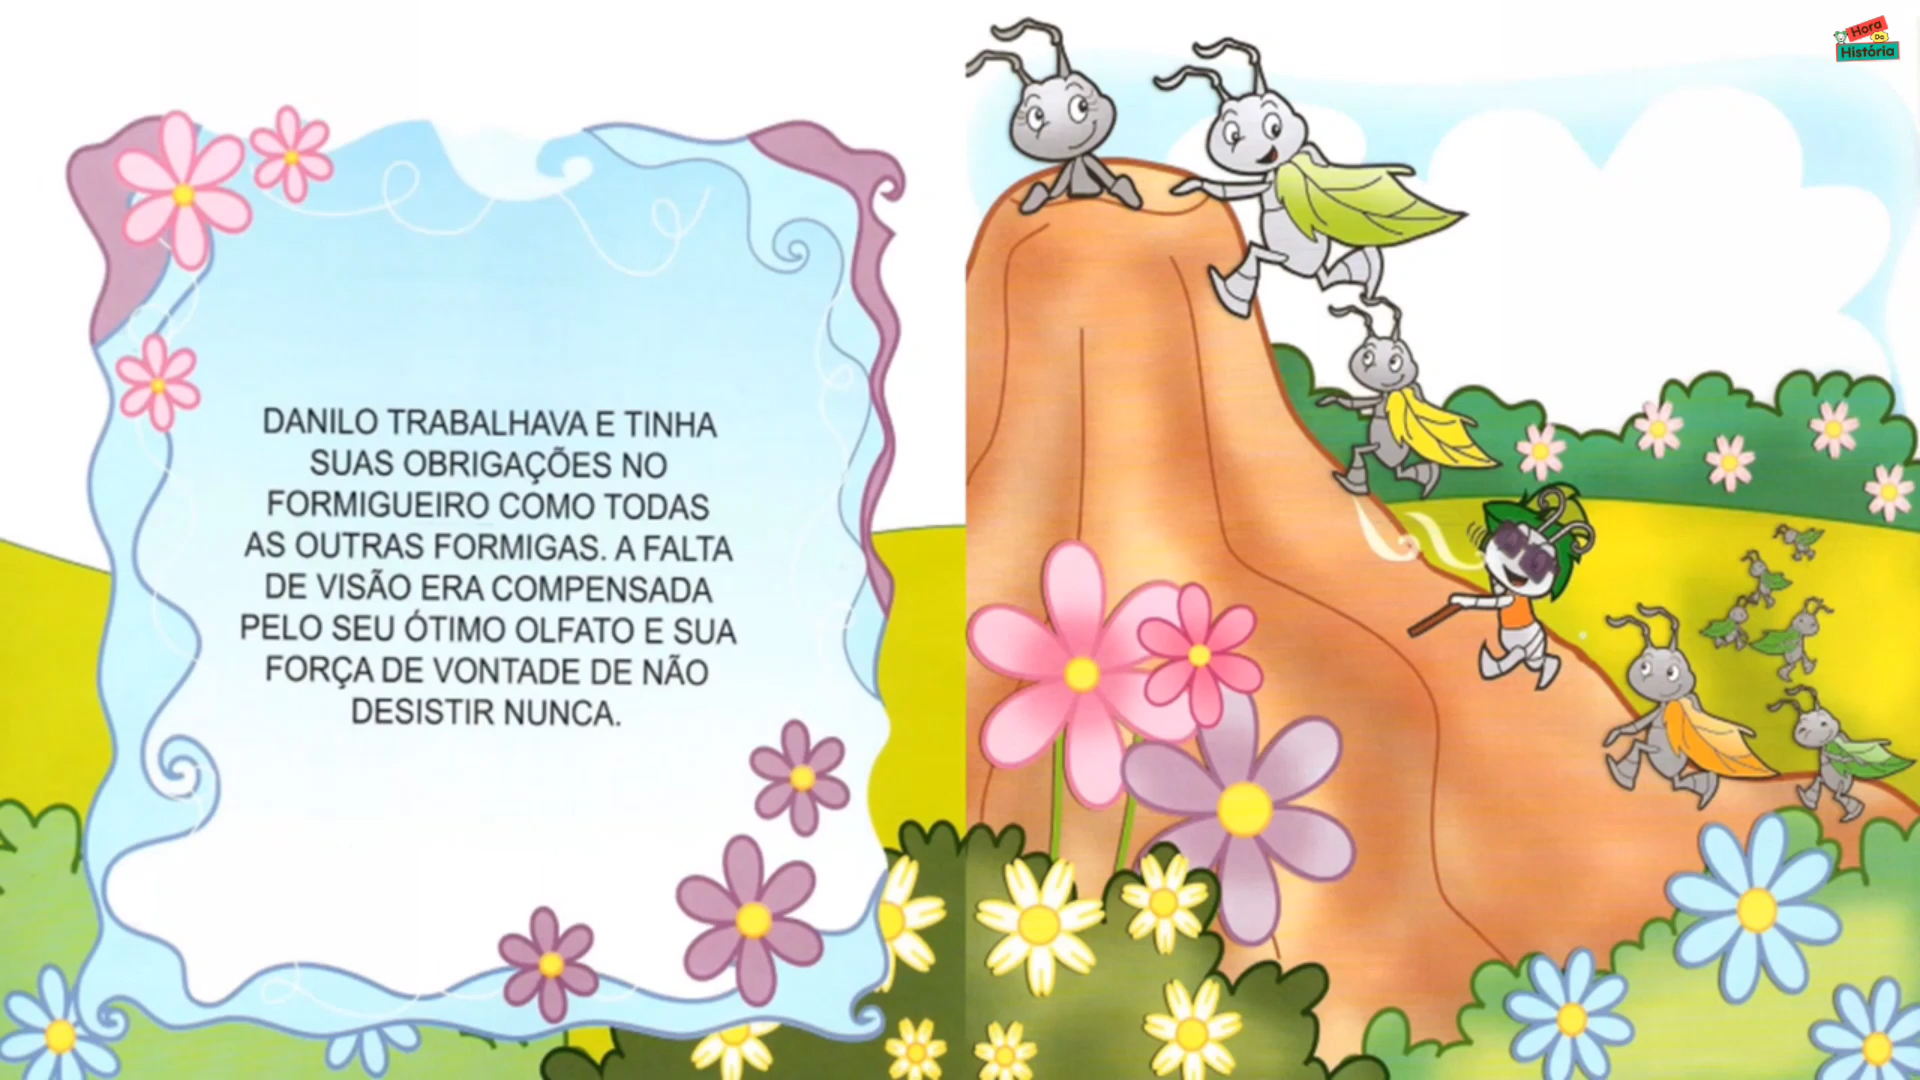 Hora
Da
História
DANILO TRABALHAVA E TINHA
SUAS OBRIGAÇÕES NO
FORMIGUEIRO COMO TODAS
AS OUTRAS FORMIGAS. A FALTA
DE VISÃO ERA COMPENSADA
PELO SEU ÓTIMO OLFATO E SUA
FORÇA DE VONTADE DE NÃO
DESISTIR NUNCA.